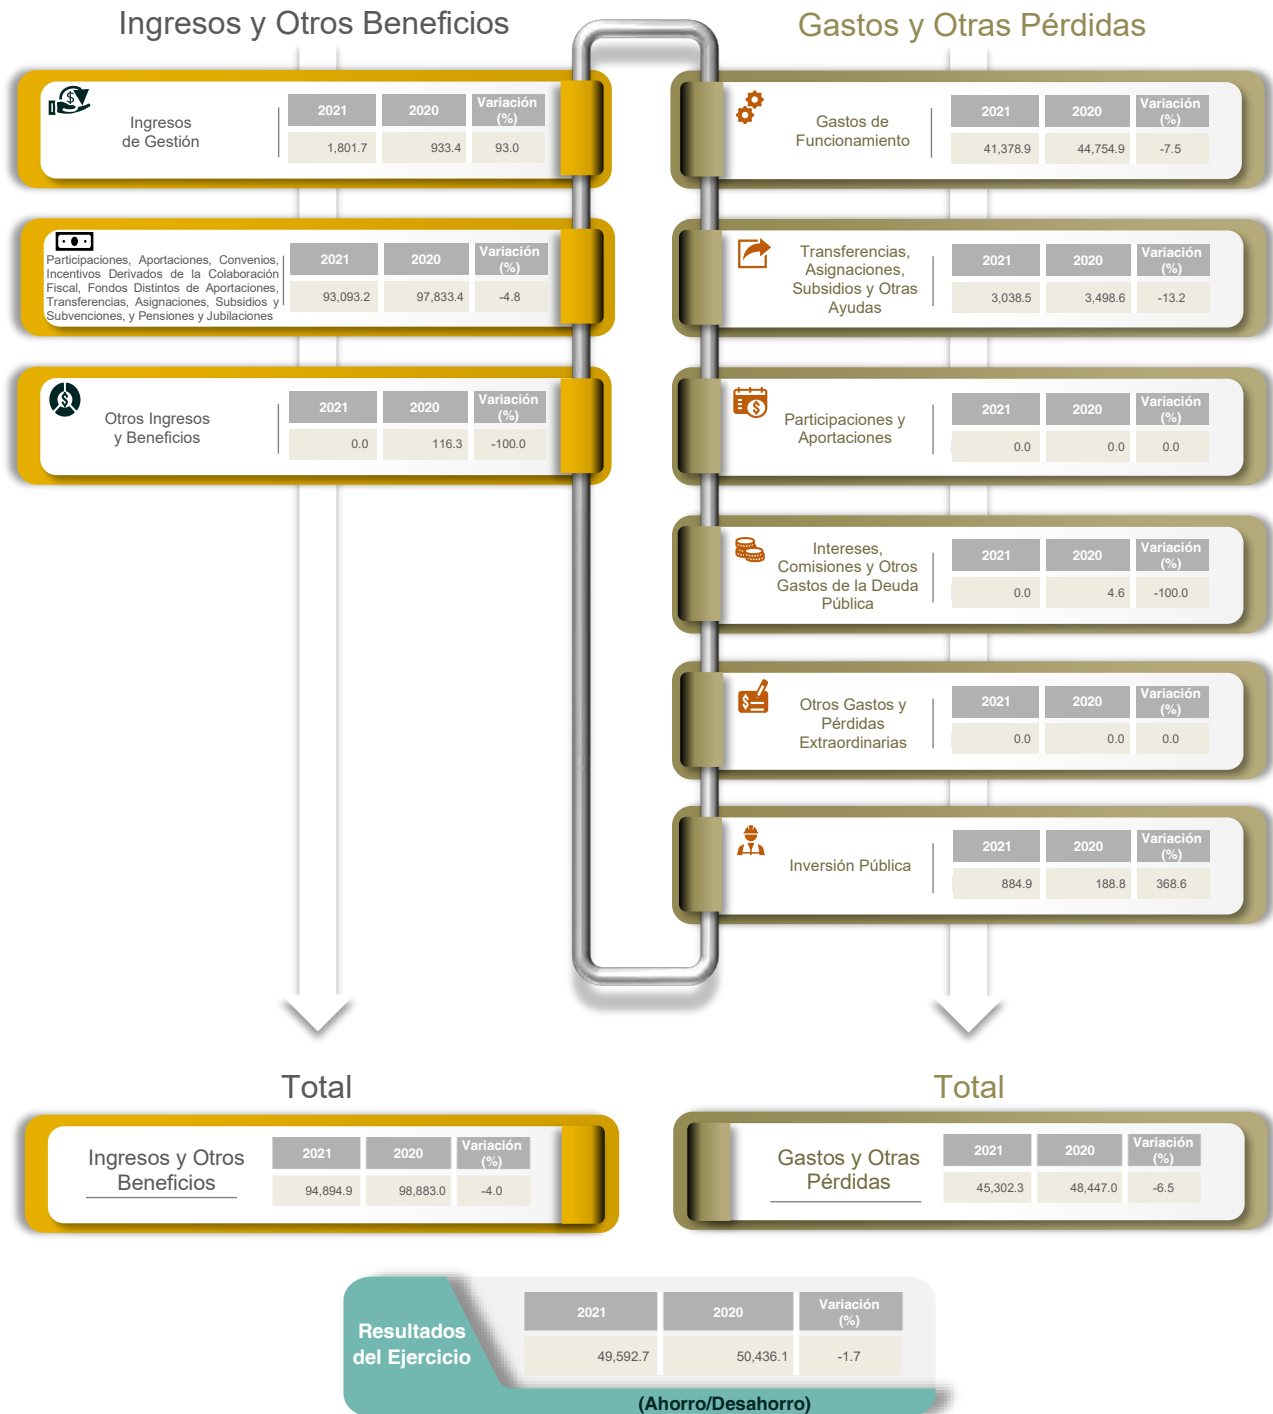 Ingresos y Otros Beneficios
Ingresos
de Gestión
2021 2020 Variación (%)
1,801.7 933.4 93.0
Participaciones, Aportaciones, Convenios,
Incentivos Derivados de la Colaboración
Fiscal, Fondos Distintos de Aportaciones,
Transferencias, Asignaciones, Subsidios y
Subvenciones, y Pensiones y Jubilaciones
2021 2020 Variación (%)
93,093.2 97,833.4 -4.8
Otros Ingresos
y Beneficios
2021 2020 Variación (%)
0.0 116.3 -100.0
Gastos y Otras Pérdidas
Gastos de
Funcionamiento
2021 2020 Variación (%)
41,378.9 44,754.9 -7.5
Transferencias,
Asignaciones,
Subsidios y Otras
Ayudas
2021 2020 Variación (%)
3,038.5 3,498.6 -13.2
Participaciones y
Aportaciones
2021 2020 Variación (%)
0.0 0.0 0.0
Intereses,
Comisiones y Otros
Gastos de la Deuda
Pública
2021 2020 Variación (%)
0.0 4.6 -100.0
Otros Gastos y
Pérdidas
Extraordinarias
2021 2020 Variación (%)
0.0 0.0 0.0
Inversión Pública
2021 2020 Variación (%)
884.9 188.8 368.6
Total
Ingresos y Otros
Beneficios
2021 2020 Variación (%)
94,894.9 98,883.0 -4.0
Total
Gastos y Otras
Pérdidas
2021 2020 Variación (%)
45,302.3 48,447.0 -6.5
Resultados
del Ejercicio
2021 2020 Variación (%)
49,592.7 50,436.1 -1.7
(Ahorro/Desahorro)